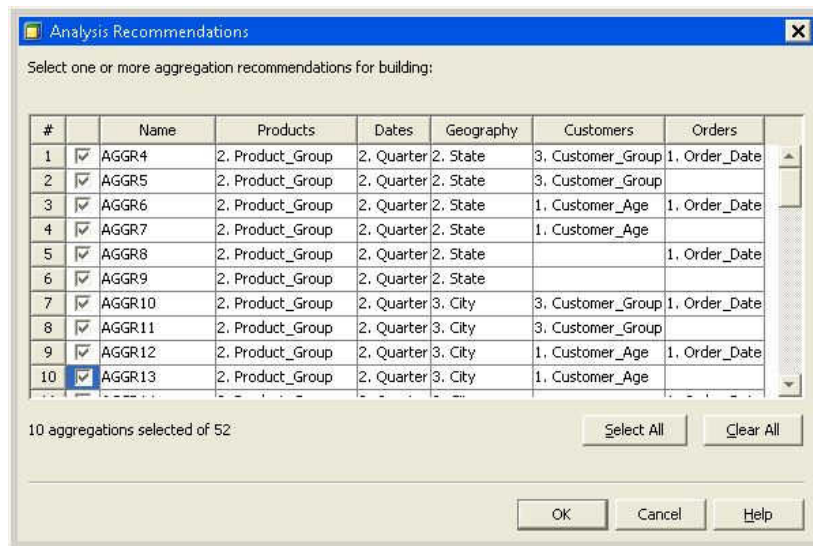 Analysis Recommendations
Select one or more aggregation recommendations for building:
# Name Products Dates Geography Customers Orders
1 AGGR4 2. Product_Group 2. Quarter 2. State 3. Customer_Group 1. Order_Date
2 AGGR5 2. Product_Group 2. Quarter 2. State 3. Customer_Group
3 AGGR6 2. Product_Group 2. Quarter 2. State 1. Customer_Age 1. Order_Date
4 AGGR7 2. Product_Group 2. Quarter 2. State 1. Customer_Age
5 AGGR8 2. Product_Group 2. Quarter 2. State 1. Order_Date
6 AGGR9 2. Product_Group 2. Quarter 2. State
7 AGGR10 2. Product_Group 2. Quarter 3. City 3. Customer_Group 1. Order_Date
8 AGGR11 2. Product_Group 2. Quarter 3. City 3. Customer_Group
9 AGGR12 2. Product_Group 2. Quarter 3. City 1. Customer_Age 1. Order_Date
10 AGGR13 2. Product_Group 2. Quarter 3. City 1. Customer_Age
10 aggregations selected of 52 Select All Clear All
OK Cancel Help